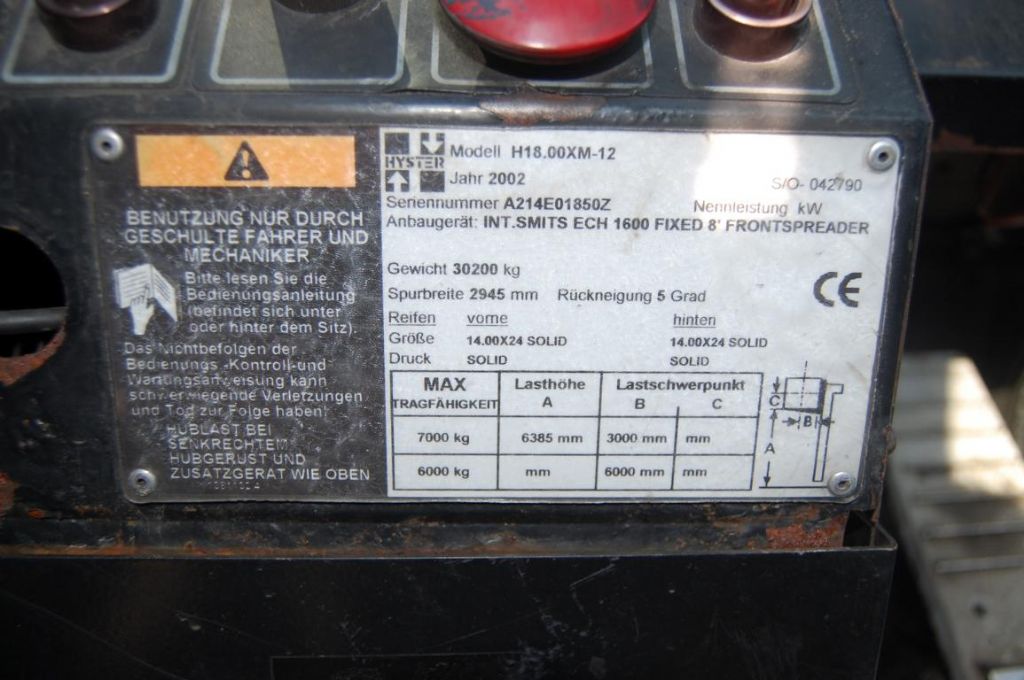 BENUTZUNG NUR DURCH
GESCHULTE FAHRER UND
MECHANIKER.
Bitte lesen Sie die
Bedienungsanleitung
(befindet sich unter
oder hinter dem Sitz).
Das Nichtbefolgen der
Bedienungs -Kontroll-und
Wartungsanweisung kann
schwerwiegende Verletzungen
und Tod zur Folge haben!
HUBLAST BEI
SENKRECHTEM
HUBGERUST UND
ZUSATZGERAT WIE OBEN
HYSTER
Modell H18.00XM-12
Jahr 2002
S/O- 042790
Seriennummer A214E01850Z
Nennleistung kW
Anbaugerät: INT.SMITS ECH 1600 FIXED 8' FRONTSPREADER
Gewicht 30200 kg
Spurbreite 2945 mm Rückneigung 5 Grad
CE
Reifen vorne hinten
Größe 14.00X24 SOLID 14.00X24 SOLID
Druck SOLID SOLID
MAX TRAGFÄHIGKEIT
Lasthöhe A
Lastschwerpunkt
B C
7000 kg 6385 mm 3000 mm mm
6000 kg mm 6000 mm mm
C
B
A